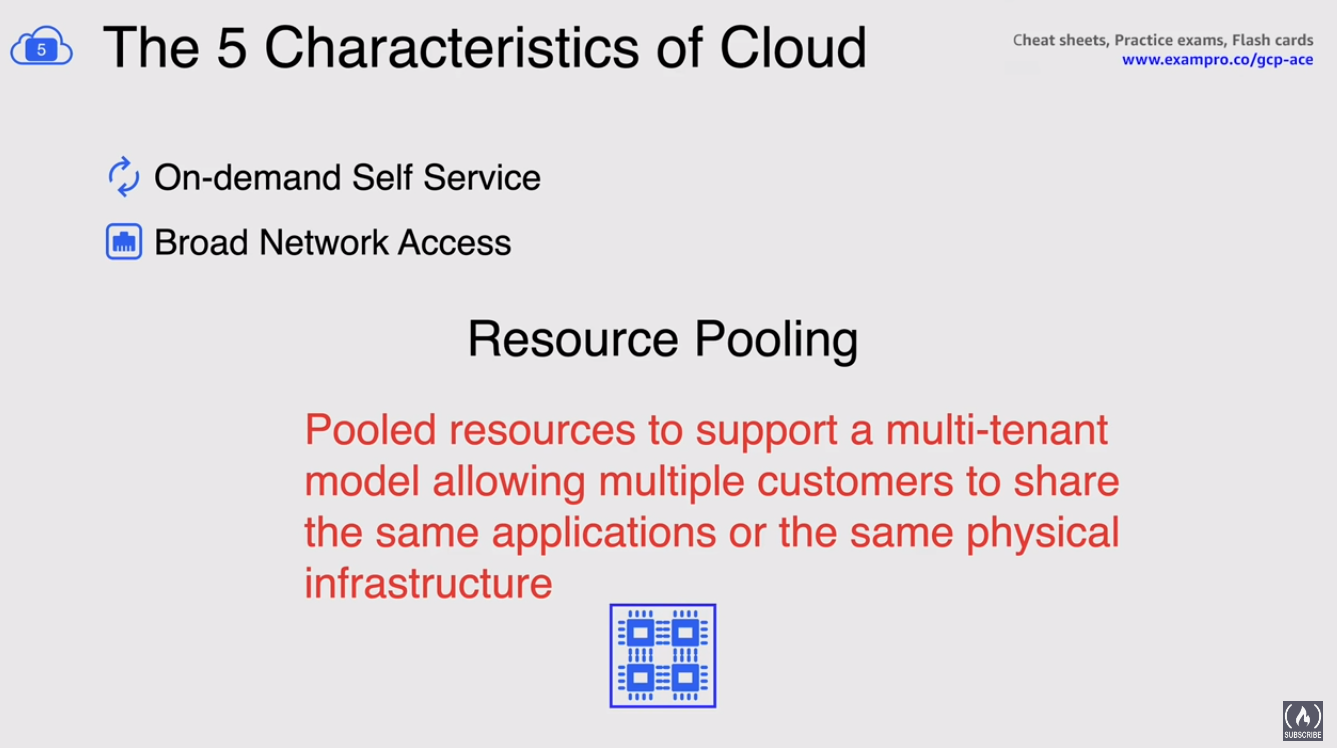 5
The 5 Characteristics of Cloud
Cheat sheets, Practice exams, Flash cards
www.exampro.co/gcp-ace
On-demand Self Service
Broad Network Access
Resource Pooling
Pooled resources to support a multi-tenant
model allowing multiple customers to share
the same applications or the same physical
infrastructure
SUBSCRIBE